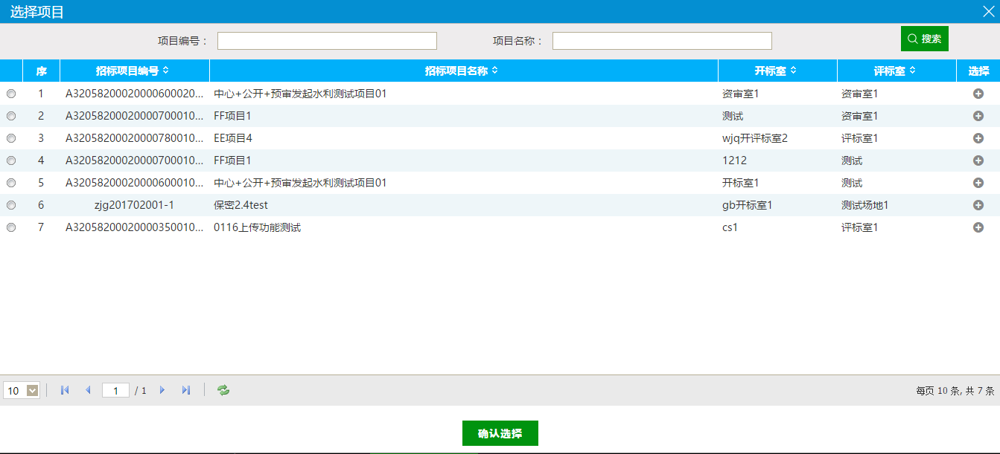 选择项目
项目编号： 项目名称： 搜索
序 招标项目编号 招标项目名称 开标室 评标室 选择
1 A32058200020000600020... 中心+公开+预审发起水利测试项目01 资审室1 资审室1
2 A32058200020000700010... FF项目1 测试 资审室1
3 A32058200020000780010... EE项目4 wjq开评标室2 评标室1
4 A32058200020000700010... FF项目1 1212 测试
5 A32058200020000600010... 中心+公开+预审发起水利测试项目01 开标室1 测试
6 zjg201702001-1 保密2.4test gb开标室1 测试场地1
7 A32058200020000350010... 0116上传功能测试 cs1 评标室1
10 1 / 1 每页 10 条, 共 7 条
确认选择